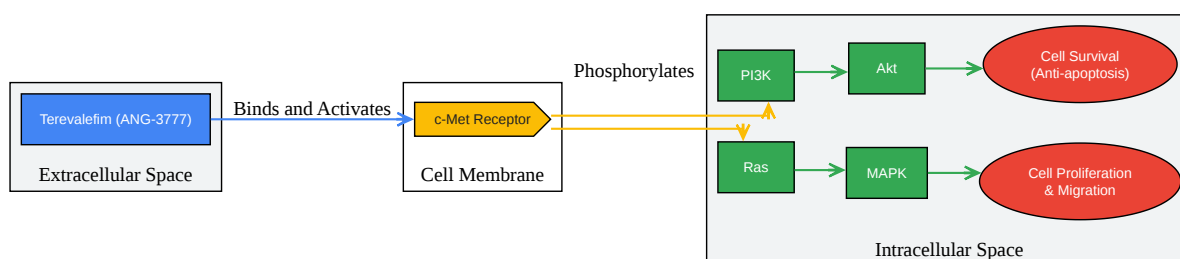 Terevalefim (ANG-3777)
Extracellular Space
Binds and Activates
c-Met Receptor
Cell Membrane
Phosphorylates
PI3K
Akt
Cell Survival
(Anti-apoptosis)
Ras
MAPK
Cell Proliferation
& Migration
Intracellular Space